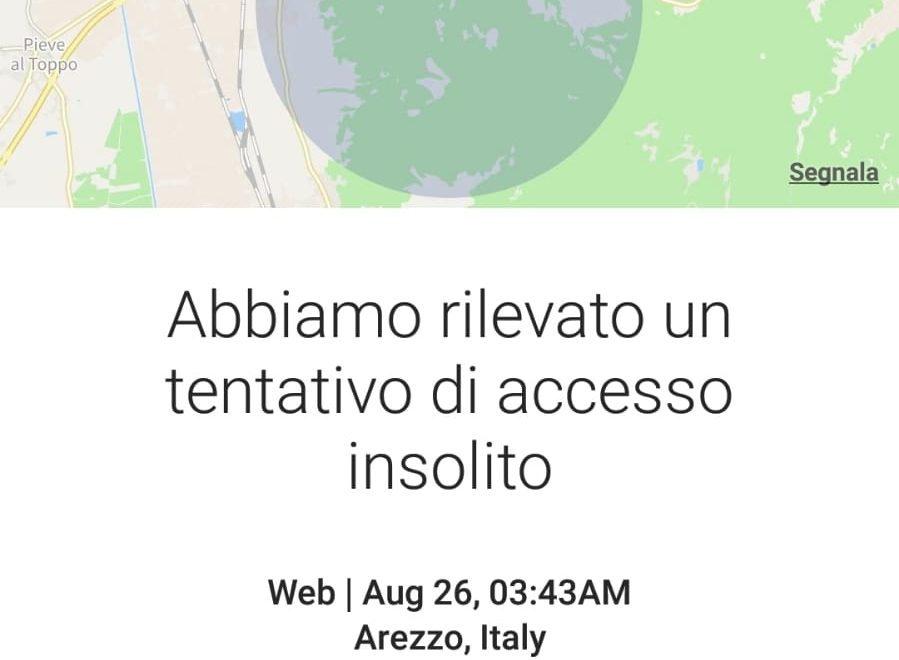 Pieve
al Toppo
Segnala
Abbiamo rilevato un
tentativo di accesso
insolito
Web | Aug 26, 03:43AM
Arezzo, Italy